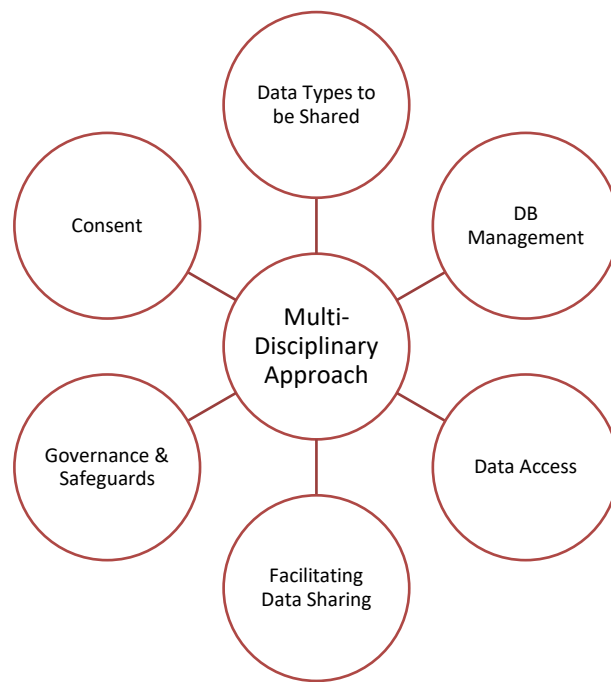 Data Types to
be Shared
DB
Management
Data Access
Facilitating
Data Sharing
Governance &
Safeguards
Consent
Multi-
Disciplinary
Approach